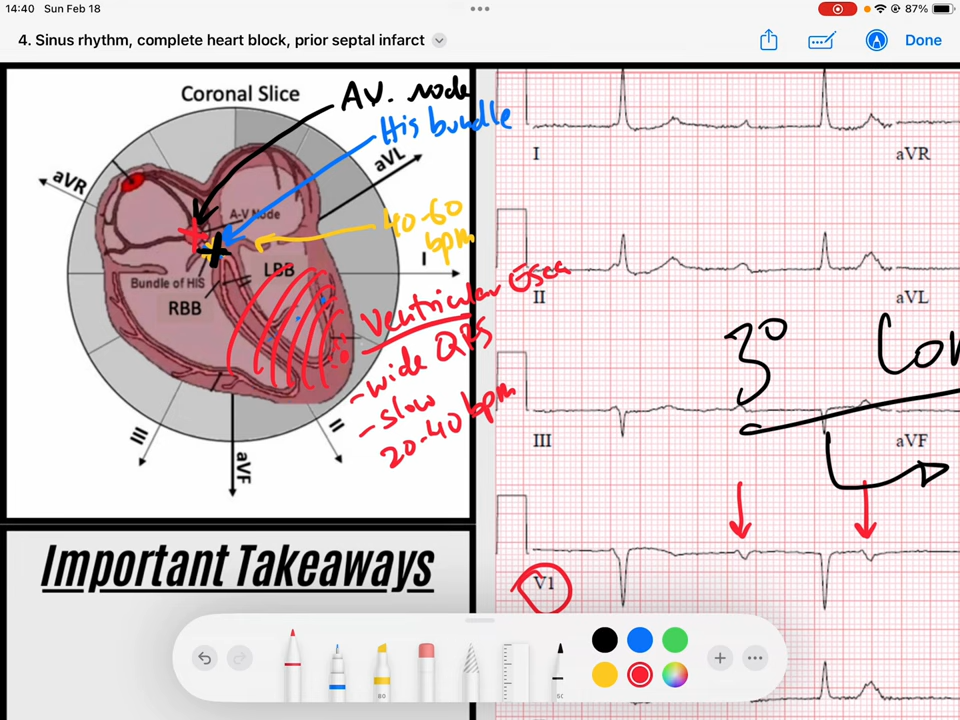 14:40 Sun Feb 18
87%
4. Sinus rhythm, complete heart block, prior septal infarct
Done
Coronal Slice
A.V. node
His bundle
aVL
aVR
A-V Node
40-60
bpm
I
LBB
Bundle of HIS
RBB
Ventricular Esca
- wide QRS
- slow
20-40 bpm
III
II
aVF
Important Takeaways
I
aVR
II
aVL
3° Con
III
aVF
V1
80